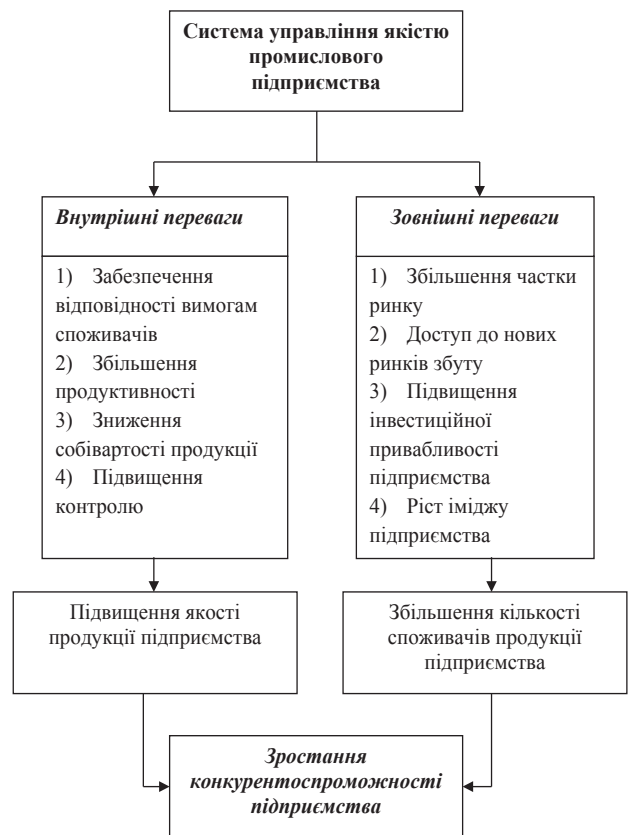 Система управління якістю
промислового
підприємства
Внутрішні переваги
1) Забезпечення
відповідності вимогам
споживачів
2) Збільшення
продуктивності
3) Зниження
собівартості продукції
4) Підвищення
контролю
Зовнішні переваги
1) Збільшення частки
ринку
2) Доступ до нових
ринків збуту
3) Підвищення
інвестиційної
привабливості
підприємства
4) Ріст іміджу
підприємства
Підвищення якості
продукції підприємства
Збільшення кількості
споживачів продукції
підприємства
Зростання
конкурентоспроможності
підприємства